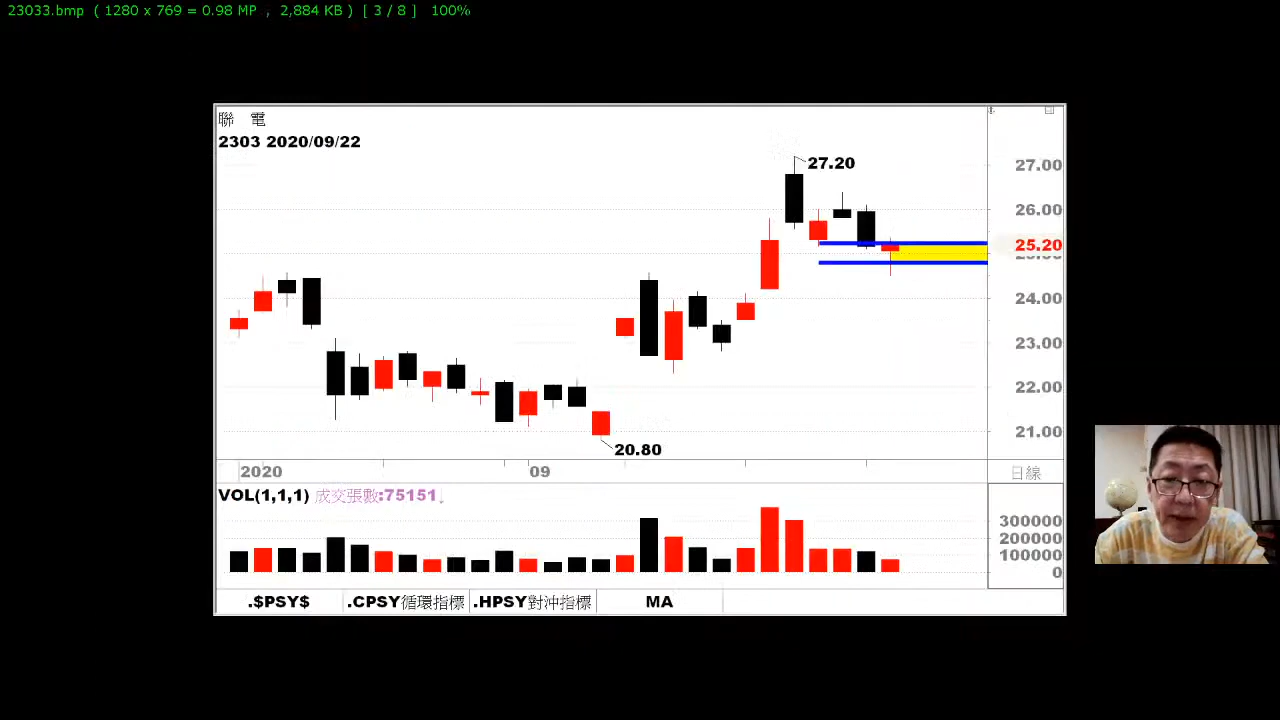 23033.bmp ( 1280 x 769 = 0.98 MP , 2,884 KB ) [ 3 / 8 ] 100%
聯 電
2303 2020/09/22
27.20
27.00
26.00
25.20
24.00
23.00
22.00
21.00
20.80
2020 09 日線
VOL(1,1,1) 成交張數:75151↓
300000
200000
100000
0
.$PSY$ .CPSY循環指標 .HPSY對沖指標 MA